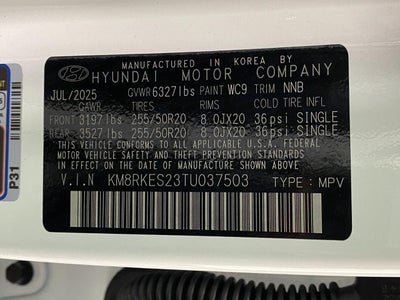 MANUFACTURED IN KOREA BY
HYUNDAI MOTOR COMPANY
JUL/2025 GVWR 6327lbs PAINT WC9 TRIM NNB
GAWR TIRES RIMS COLD TIRE INFL
FRONT 3197lbs 255/50R20 8.0JX20 36psi SINGLE
REAR 3527lbs 255/50R20 8.0JX20 36psi SINGLE
THIS VEHICLE CONFORMS TO ALL APPLICABLE U.S.A. FEDERAL
MOTOR VEHICLE SAFETY STANDARDS IN
EFFECT ON THE DATE OF MANUFACTURE SHOWN ABOVE.
V.I.N KM8RKES23TU037503 TYPE: MPV
P31